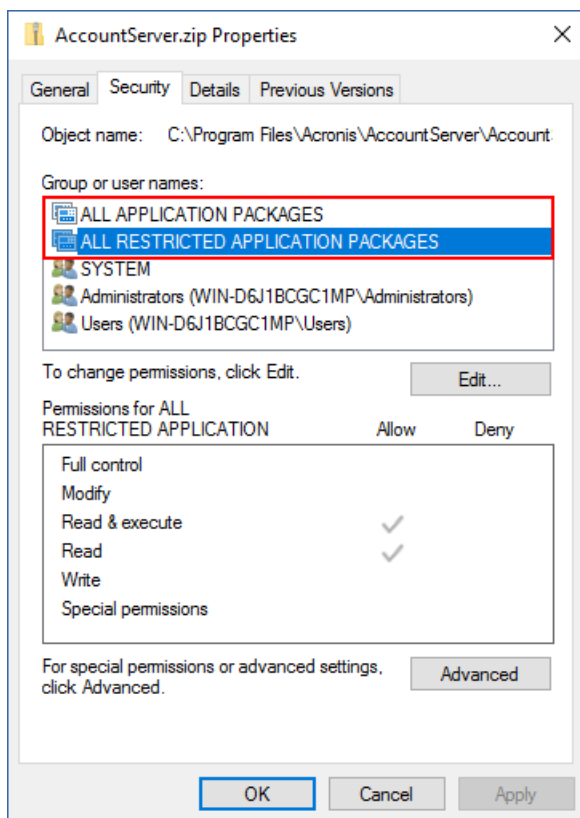 AccountServer.zip Properties
General Security Details Previous Versions
Object name: C:\Program Files\Acronis\AccountServer\Account
Group or user names:
ALL APPLICATION PACKAGES
ALL RESTRICTED APPLICATION PACKAGES
SYSTEM
Administrators (WIN-D6J1BCGC1MP\Administrators)
Users (WIN-D6J1BCGC1MP\Users)
To change permissions, click Edit.
Edit...
Permissions for ALL
RESTRICTED APPLICATION Allow Deny
Full control
Modify
Read & execute
Read
Write
Special permissions
For special permissions or advanced settings,
click Advanced.
Advanced
OK Cancel Apply